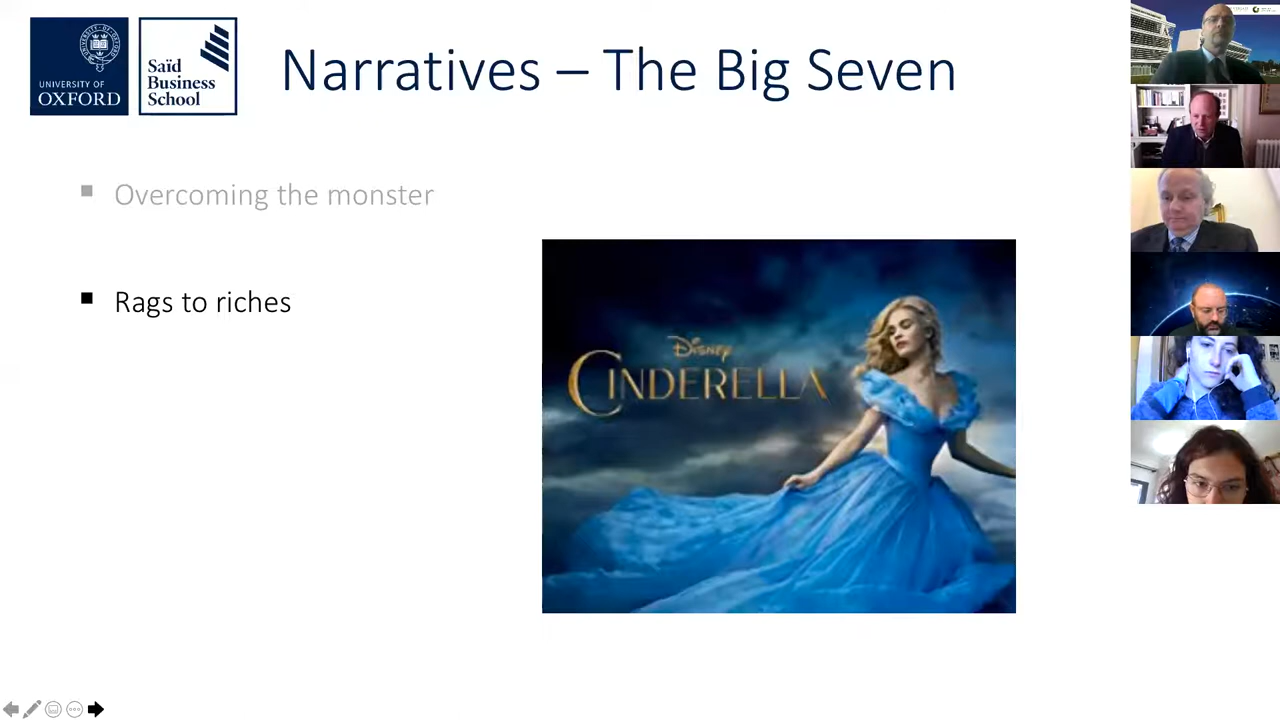 UNIVERSITY OF
OXFORD
Saïd
Business
School
Narratives – The Big Seven
Overcoming the monster
Rags to riches
Disney
CINDERELLA